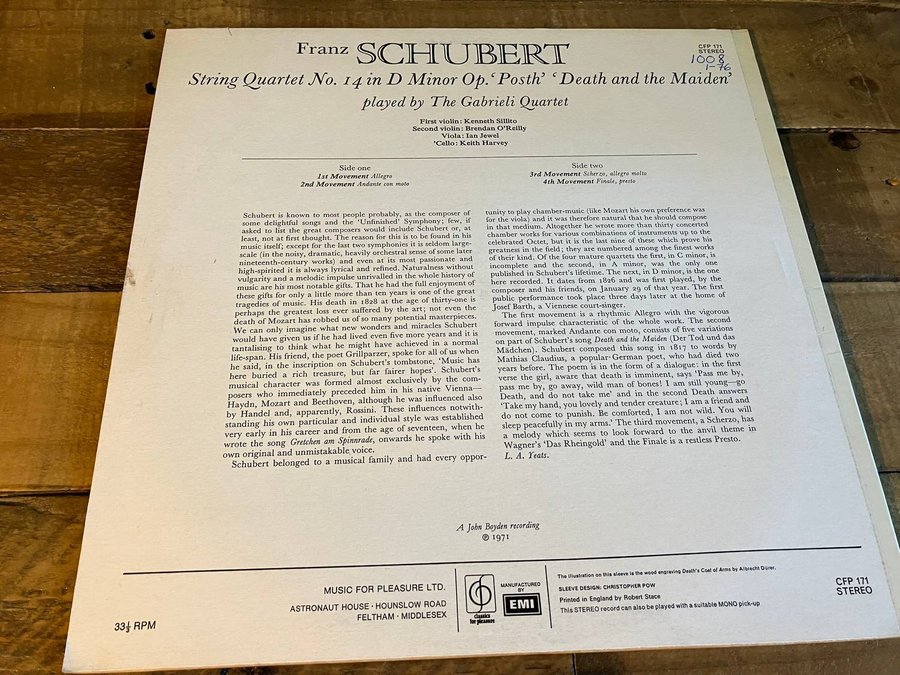 Franz SCHUBERT
CFP 171
STEREO
1008
1-76
String Quartet No. 14 in D Minor Op.‘Posth’ ‘Death and the Maiden’
played by The Gabrieli Quartet
First violin: Kenneth Sillito
Second violin: Brendan O'Reilly
Viola: Ian Jewel
'Cello: Keith Harvey
Side one
1st Movement Allegro
2nd Movement Andante con moto
Side two
3rd Movement Scherzo, allegro molto
4th Movement Finale, presto
Schubert is known to most people probably, as the composer of
some delightful songs and the 'Unfinished' Symphony; few, if
asked to list the great composers would include Schubert or, at
least, not at first thought. The reason for this is to be found in his
music itself; except for the last two symphonies it is seldom large-
scale (in the noisy, dramatic, heavily orchestral sense of some later
nineteenth-century works) and even at its most passionate and
high-spirited it is always lyrical and refined. Naturalness without
vulgarity and a melodic impulse unrivalled in the whole history of
music are his most notable gifts. That he had the full enjoyment of
these gifts for only a little more than ten years is one of the great
tragedies of music. His death in 1828 at the age of thirty-one is
perhaps the greatest loss ever suffered by the art; not even the
death of Mozart has robbed us of so many potential masterpieces.
We can only imagine what new wonders and miracles Schubert
would have given us if he had lived even five more years and it is
tantalising to think what he might have achieved in a normal
life-span. His friend, the poet Grillparzer, spoke for all of us when
he said, in the inscription on Schubert's tombstone, 'Music has
here buried a rich treasure, but far fairer hopes'. Schubert's
musical character was formed almost exclusively by the com-
posers who immediately preceded him in his native Vienna—
Haydn, Mozart and Beethoven, although he was influenced also
by Handel and, apparently, Rossini. These influences notwith-
standing his own particular and individual style was established
very early in his career and from the age of seventeen, when he
wrote the song Gretchen am Spinnrade, onwards he spoke with his
own original and unmistakable voice.
Schubert belonged to a musical family and had every oppor-
tunity to play chamber-music (like Mozart his own preference was
for the viola) and it was therefore natural that he should compose
in that medium. Altogether he wrote more than thirty concerted
chamber works for various combinations of instruments up to the
celebrated Octet, but it is the last nine of these which prove his
greatness in the field; they are numbered among the finest works
of their kind. Of the four mature quartets the first, in C minor, is
incomplete and the second, in A minor, was the only one
published in Schubert's lifetime. The next, in D minor, is the one
here recorded. It dates from 1826 and was first played, by the
composer and his friends, on January 29 of that year. The first
public performance took place three days later at the home of
Josef Barth, a Viennese court-singer.
The first movement is a rhythmic Allegro with the vigorous
forward impulse characteristic of the whole work. The second
movement, marked Andante con moto, consists of five variations
on part of Schubert's song Death and the Maiden (Der Tod und das
Mädchen). Schubert composed this song in 1817 to words by
Mathias Claudius, a popular German poet, who had died two
years before. The poem is in the form of a dialogue: in the first
verse the girl, aware that death is imminent, says 'Pass me by,
pass me by, go away, wild man of bones! I am still young—go
Death, and do not take me' and in the second Death answers
'Take my hand, you lovely and tender creature; I am a friend and
do not come to punish. Be comforted, I am not wild. You will
sleep peacefully in my arms.' The third movement, a Scherzo, has
a melody which seems to look forward to the anvil theme in
Wagner's 'Das Rheingold' and the Finale is a restless Presto.
L. A. Yeats.
A John Boyden recording
℗ 1971
33⅓ RPM
MUSIC FOR PLEASURE LTD.
ASTRONAUT HOUSE · HOUNSLOW ROAD
FELTHAM · MIDDLESEX
classics
for pleasure
MANUFACTURED
BY
EMI
The illustration on this sleeve is the wood engraving Death's Coat of Arms by Albrecht Dürer.
SLEEVE DESIGN: CHRISTOPHER POW
Printed in England by Robert Stace
This STEREO record can also be played with a suitable MONO pick-up
CFP 171
STEREO